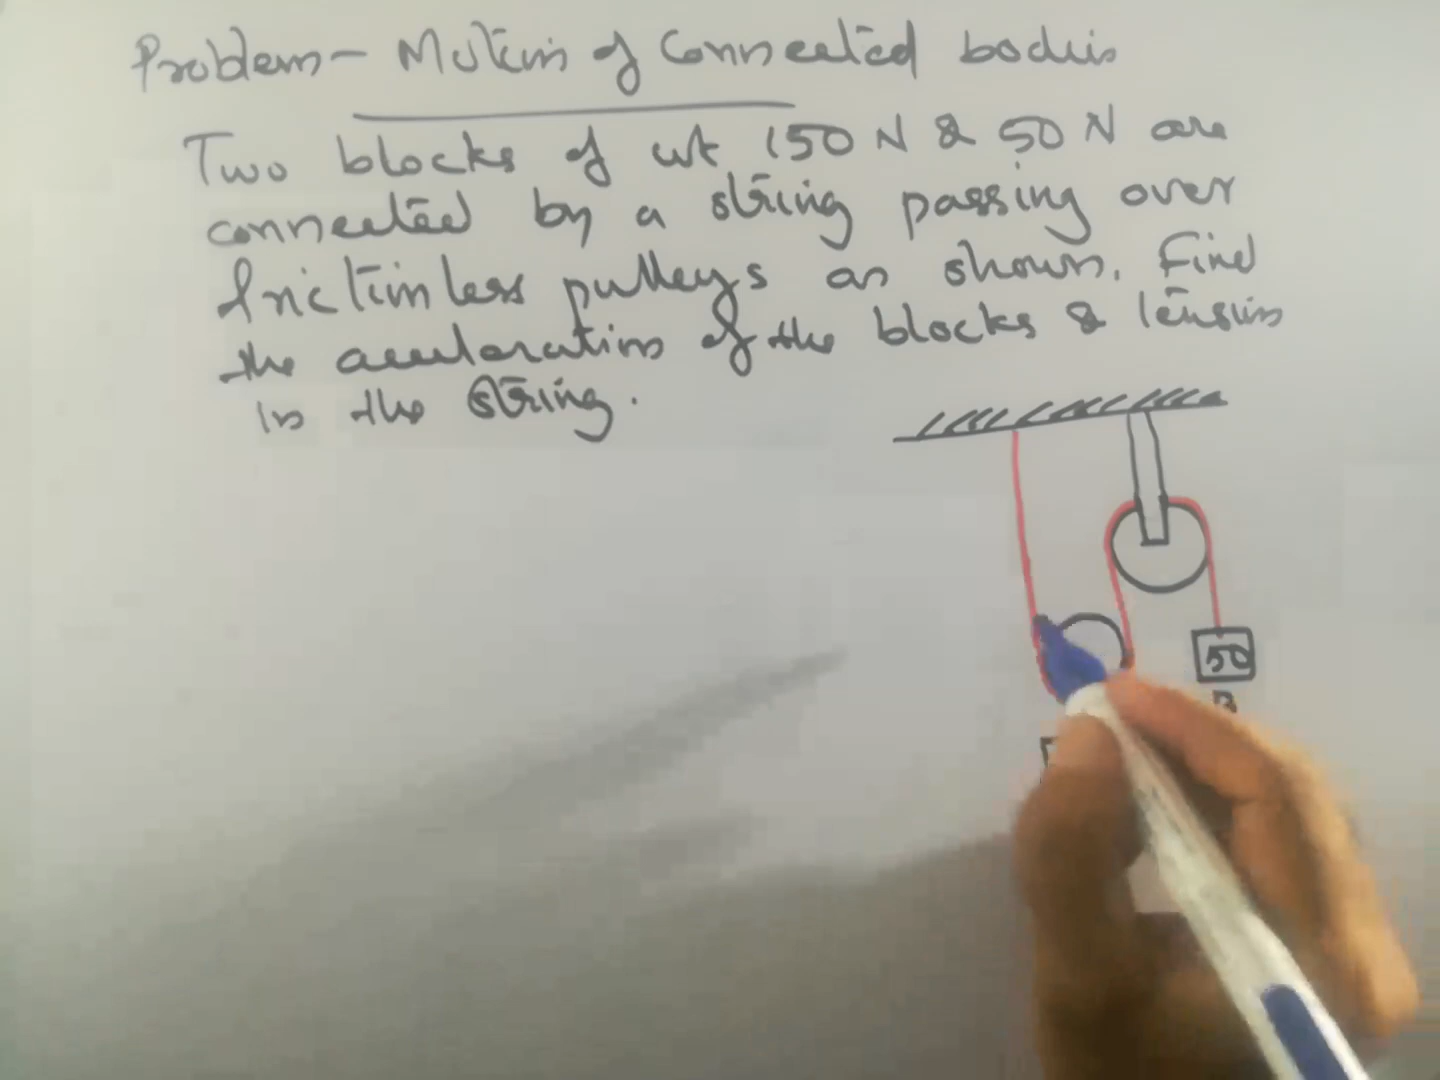 Problem - Motion of Connected bodies
Two blocks of wt 150 N & 50 N are
connected by a string passing over
frictionless pulleys as shown. Find
the acceleration of the blocks & tension
in the string.
50
B